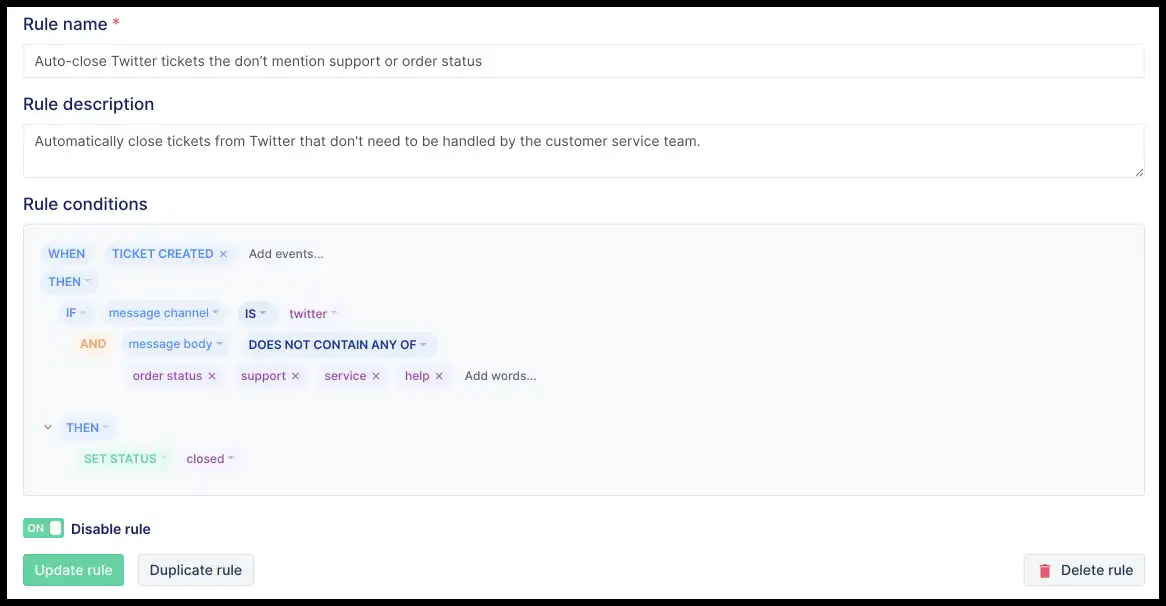 Rule name *
Auto-close Twitter tickets the don’t mention support or order status
Rule description
Automatically close tickets from Twitter that don't need to be handled by the customer service team.
Rule conditions
WHEN TICKET CREATED × Add events...
THEN
IF message channel IS twitter
AND message body DOES NOT CONTAIN ANY OF
order status × support × service × help × Add words...
THEN
SET STATUS closed
ON Disable rule
Update rule Duplicate rule Delete rule